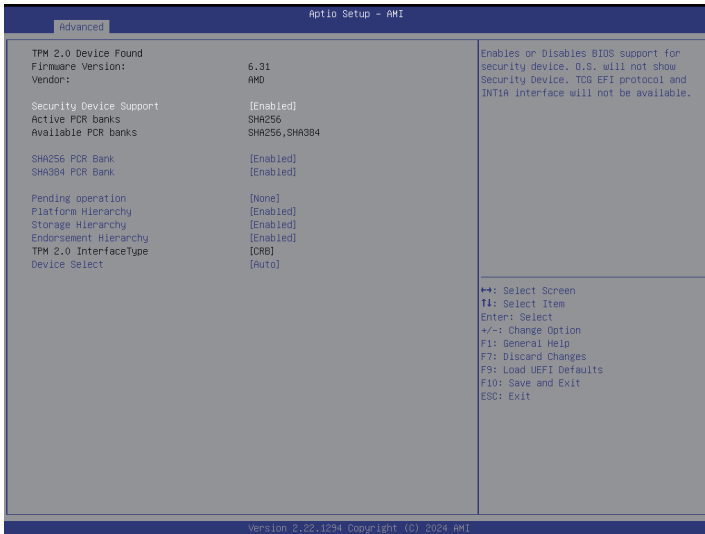 Aptio Setup - AMI
Advanced
TPM 2.0 Device Found
Firmware Version: 6.31
Vendor: AMD
Security Device Support [Enabled]
Active PCR banks SHA256
Available PCR banks SHA256,SHA384
SHA256 PCR Bank [Enabled]
SHA384 PCR Bank [Enabled]
Pending operation [None]
Platform Hierarchy [Enabled]
Storage Hierarchy [Enabled]
Endorsement Hierarchy [Enabled]
TPM 2.0 InterfaceType [CRB]
Device Select [Auto]
Enables or Disables BIOS support for
security device. O.S. will not show
Security Device. TCG EFI protocol and
INT1A interface will not be available.
→←: Select Screen
↑↓: Select Item
Enter: Select
+/-: Change Option
F1: General Help
F7: Discard Changes
F9: Load UEFI Defaults
F10: Save and Exit
ESC: Exit
Version 2.22.1294 Copyright (C) 2024 AMI